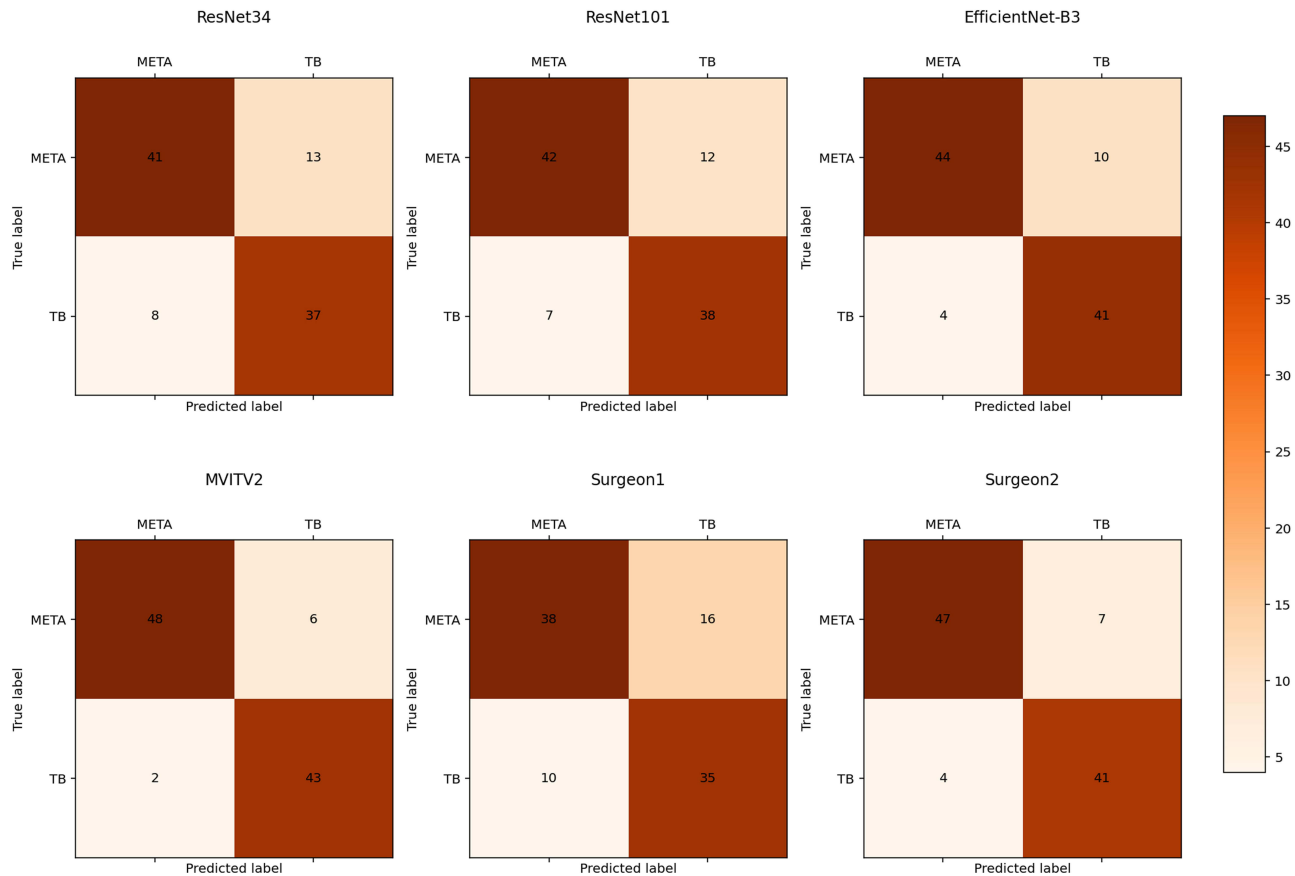 ResNet34 ResNet101 EfficientNet-B3
META TB META TB META TB
META 41 13 META 42 12 META 44 10
True label True label True label
TB 8 37 TB 7 38 TB 4 41
Predicted label Predicted label Predicted label
MVITV2 Surgeon1 Surgeon2
META TB META TB META TB
META 48 6 META 38 16 META 47 7
True label True label True label
TB 2 43 TB 10 35 TB 4 41
Predicted label Predicted label Predicted label
45
40
35
30
25
20
15
10
5